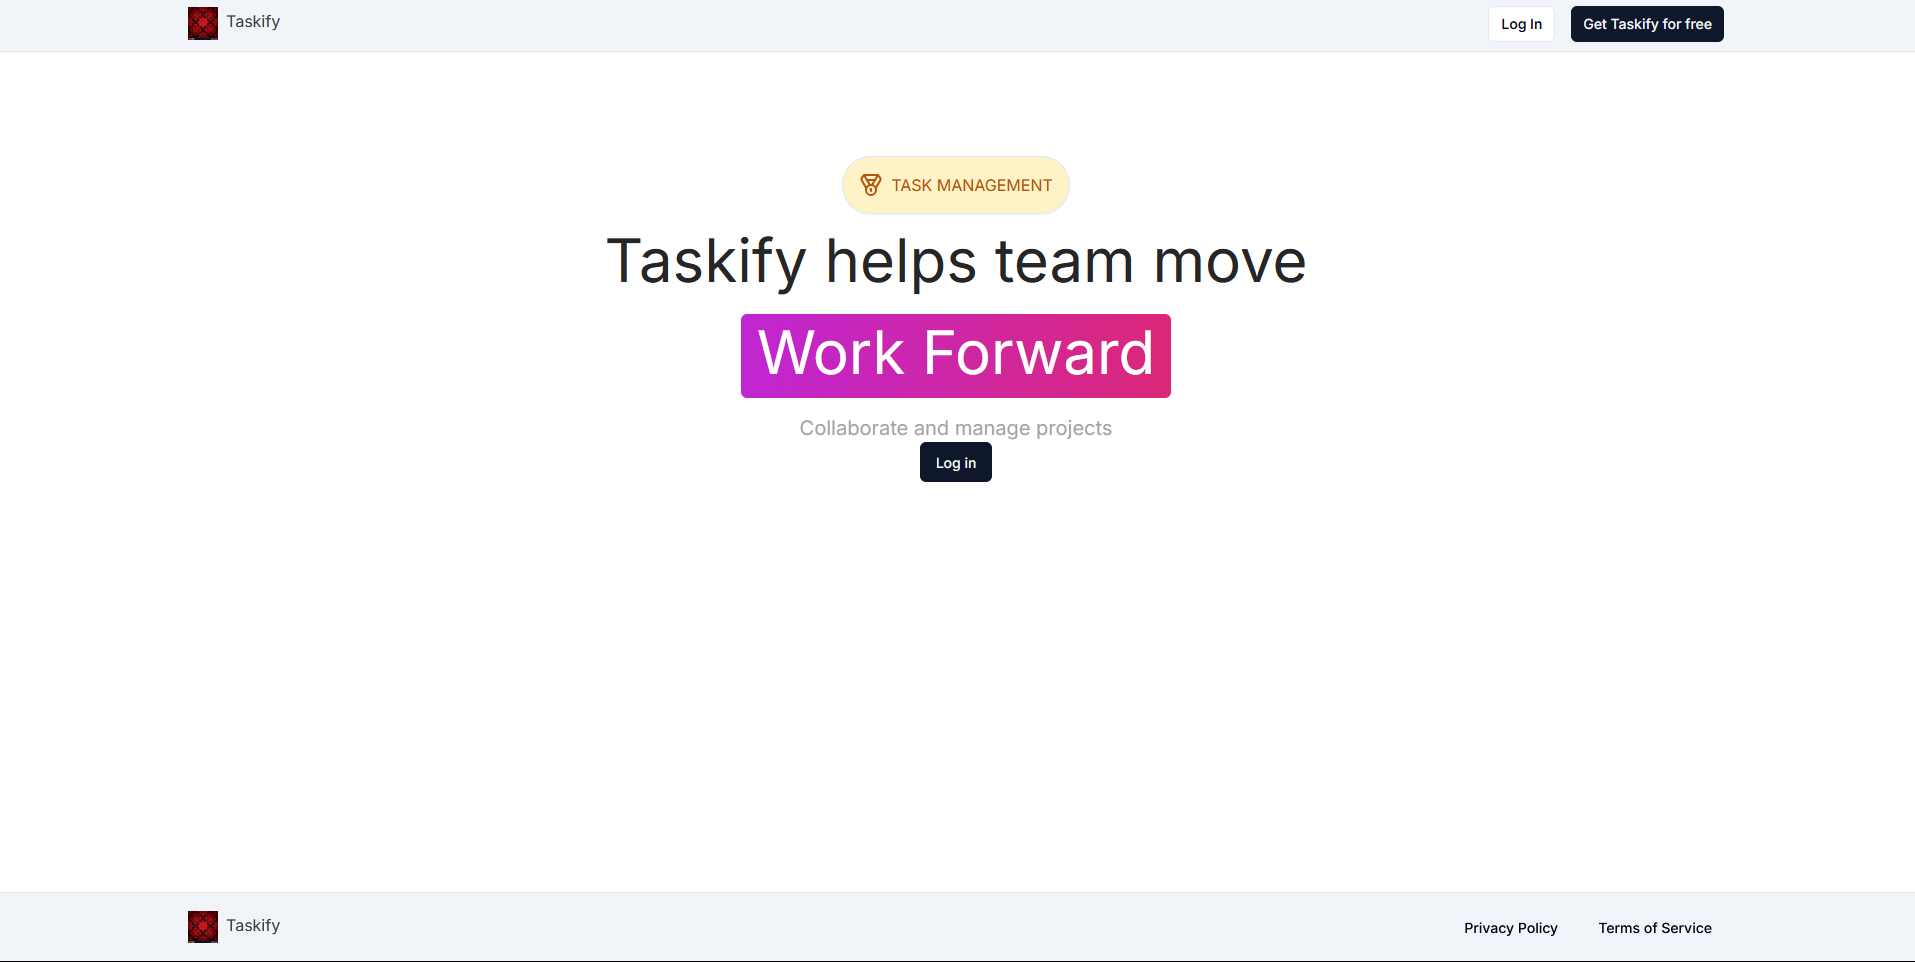 Taskify
Log In
Get Taskify for free
TASK MANAGEMENT
Taskify helps team move
Work Forward
Collaborate and manage projects
Log in
Taskify
Privacy Policy
Terms of Service